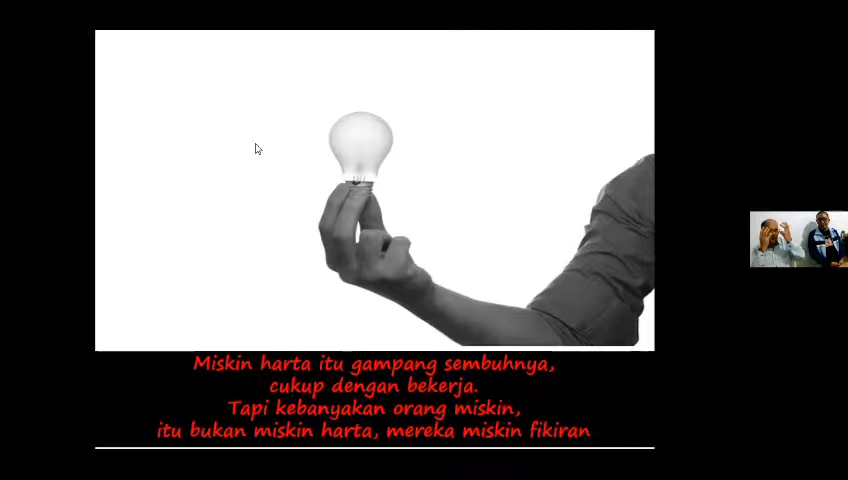 Miskin harta itu gampang sembuhnya,
cukup dengan bekerja.
Tapi kebanyakan orang miskin,
itu bukan miskin harta, mereka miskin fikiran